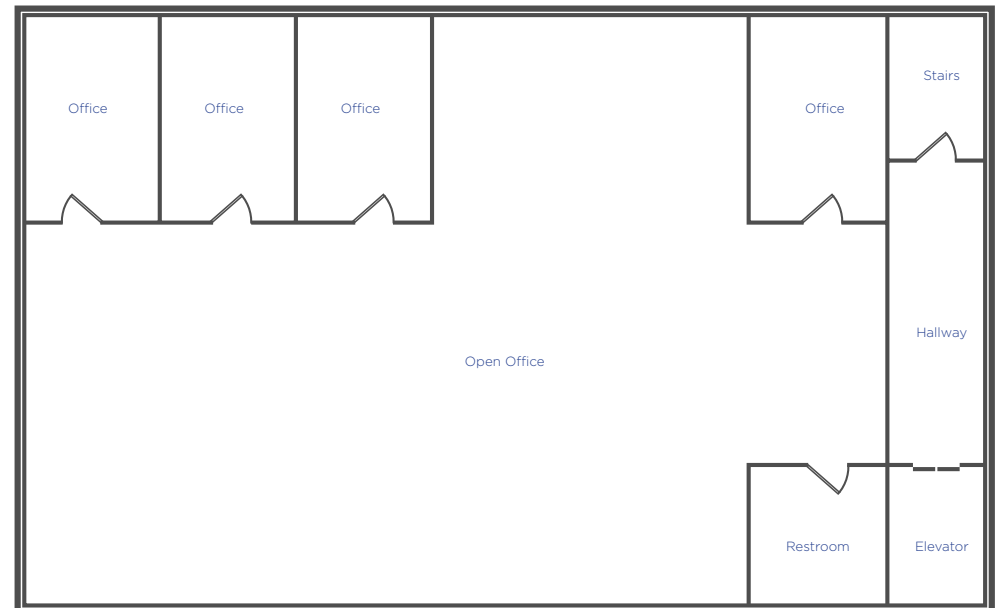 Stairs
Office
Office
Office
Office
Hallway
Open Office
Restroom
Elevator